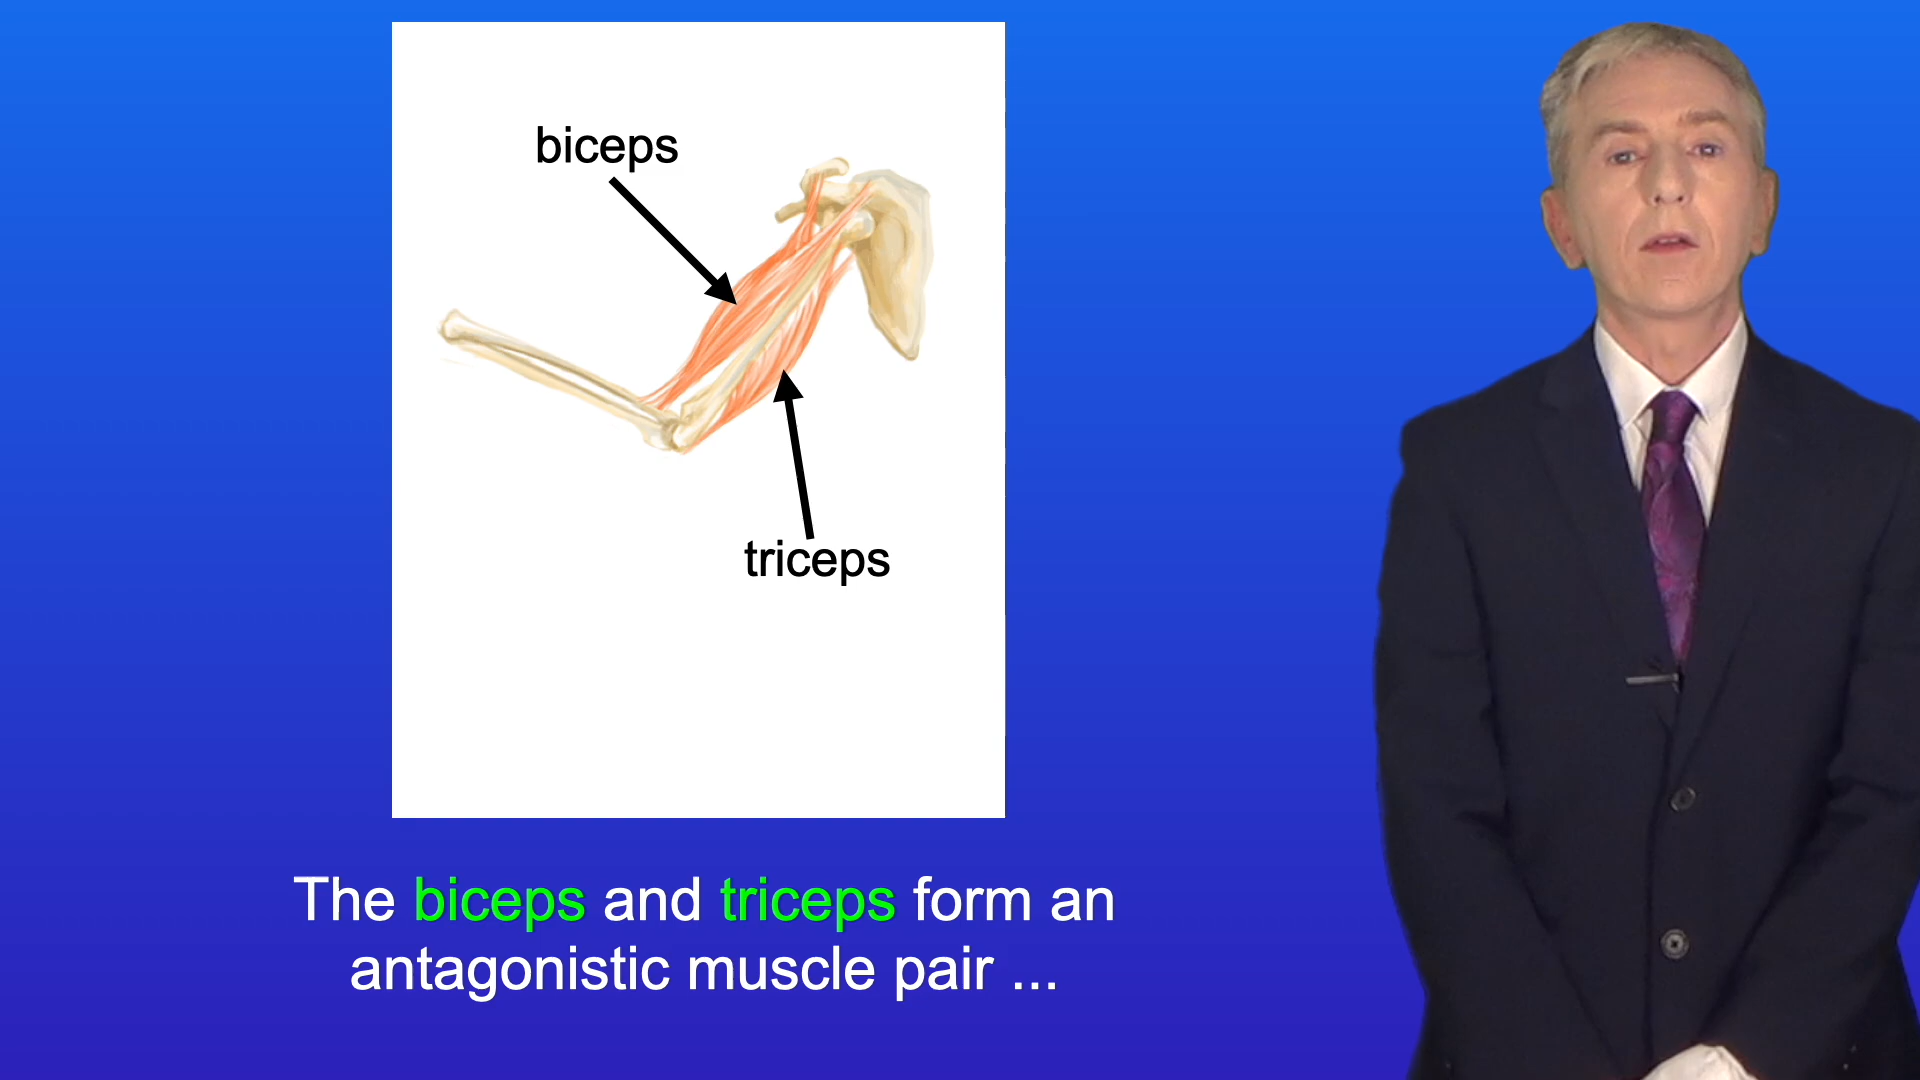 biceps
triceps
The biceps and triceps form an
antagonistic muscle pair ...